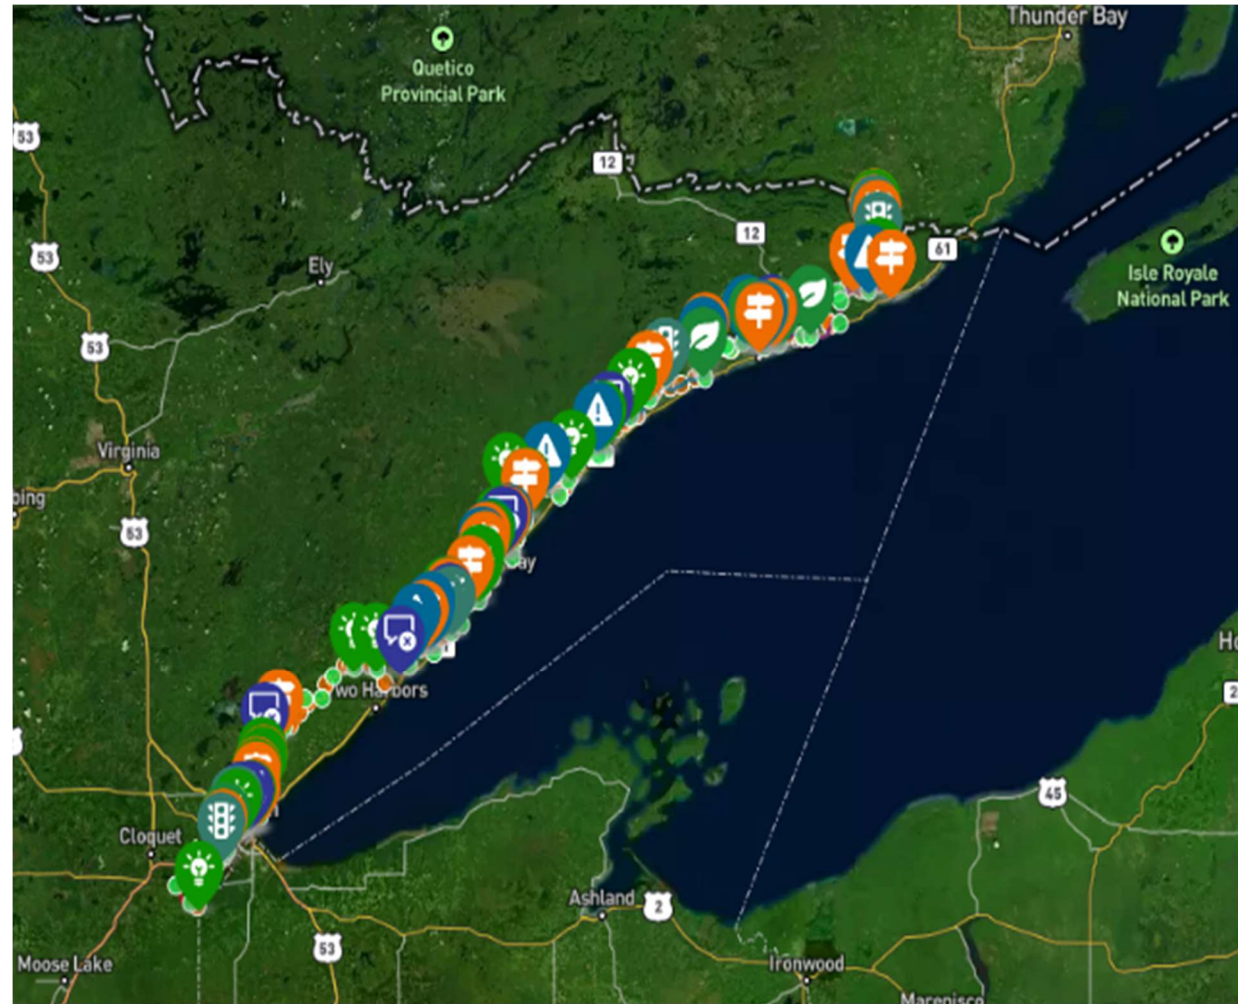 Thunder Bay
Quetico
Provincial Park
53
12
12
61
53
Ely
Isle Royale
National Park
53
Virginia
53
Two Harbors
45
Cloquet
Ashland
2
53
Moose Lake
Ironwood
Marenisco